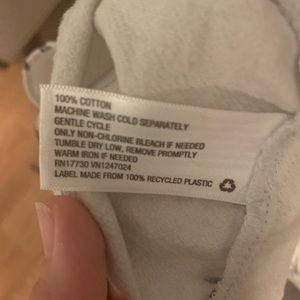 100% COTTON
MACHINE WASH COLD SEPARATELY
GENTLE CYCLE
ONLY NON-CHLORINE BLEACH IF NEEDED
TUMBLE DRY LOW, REMOVE PROMPTLY
WARM IRON IF NEEDED
RN17730 VN1247024
LABEL MADE FROM 100% RECYCLED PLASTIC